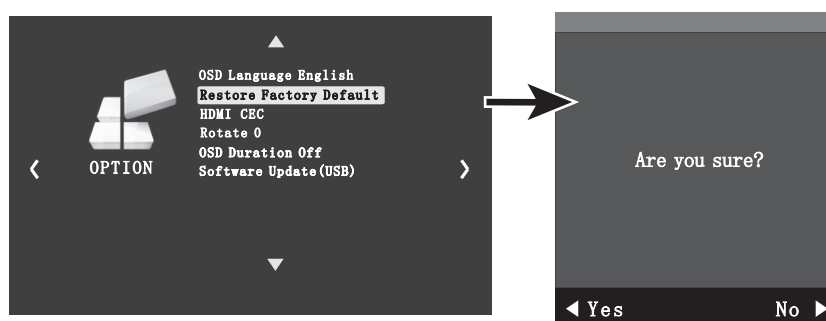 OSD Language English
Restore Factory Default
HDMI CEC
Rotate 0
OSD Duration Off
Software Update(USB)
OPTION
Are you sure?
Yes
No